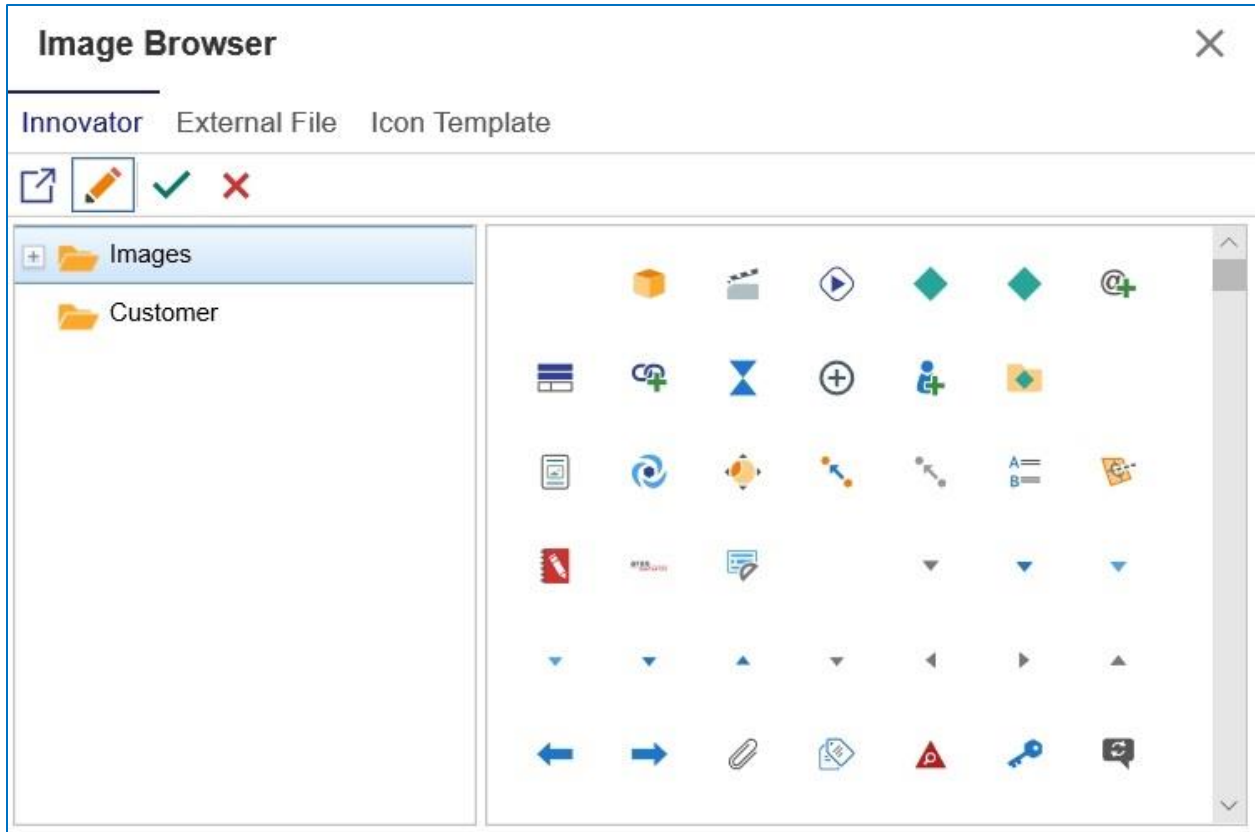 Image Browser
Innovator External File Icon Template
Images
Customer
A
B